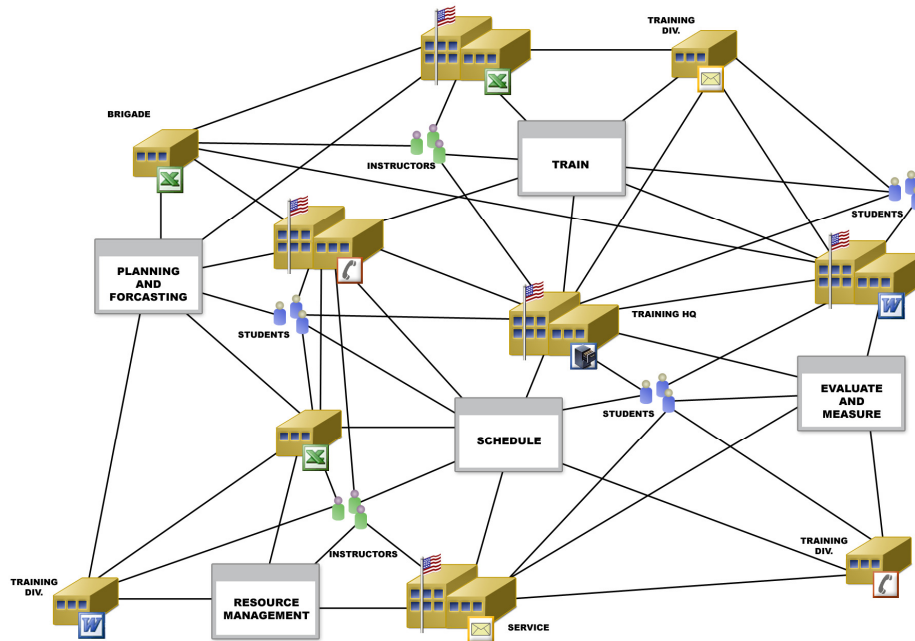 TRAINING
DIV.
BRIGADE
INSTRUCTORS
TRAIN
STUDENTS
PLANNING
AND
FORCASTING
STUDENTS
TRAINING HQ
STUDENTS
EVALUATE
AND
MEASURE
SCHEDULE
INSTRUCTORS
TRAINING
DIV.
TRAINING
DIV.
RESOURCE
MANAGEMENT
SERVICE
X
X
W
X
W